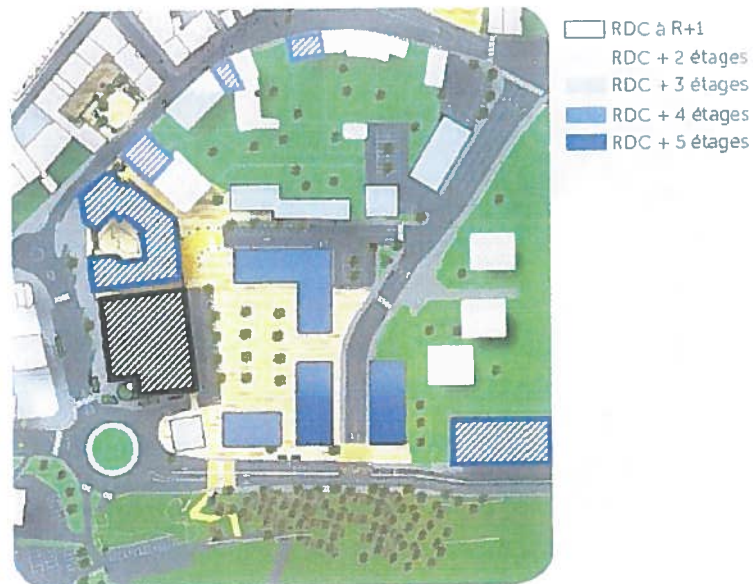 RDC à R+1
RDC + 2 étages
RDC + 3 étages
RDC + 4 étages
RDC + 5 étages